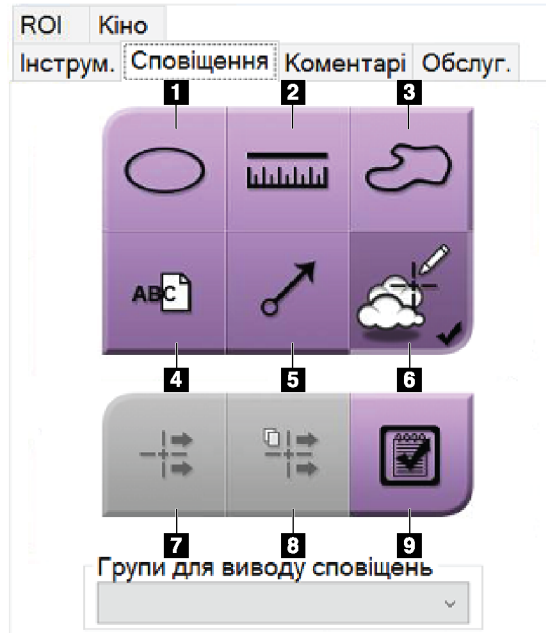 ROI Кіно
Інструм. Сповіщення Коментарі Обслуг.
1 2 3
ABC
4 5 6
7 8 9
Групи для виводу сповіщень